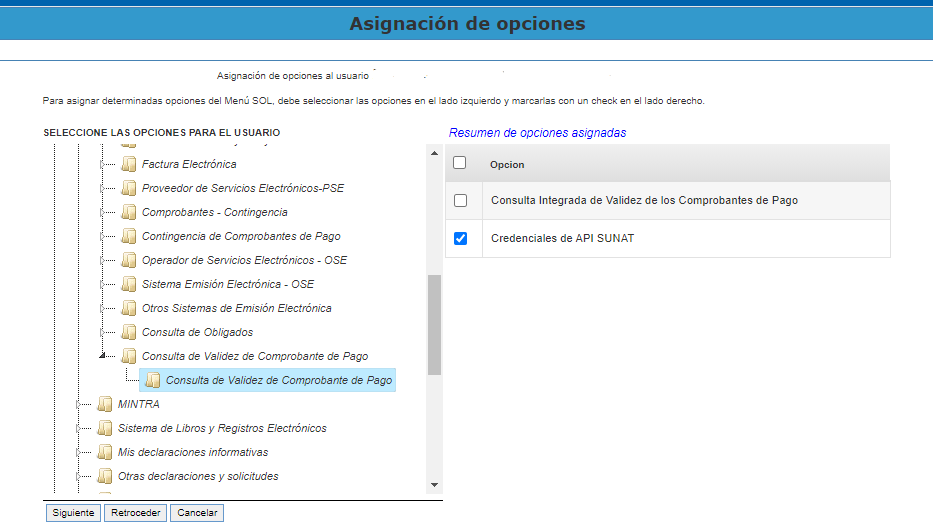 Asignación de opciones
Asignación de opciones al usuario
Para asignar determinadas opciones del Menú SOL, debe seleccionar las opciones en el lado izquierdo y marcarlas con un check en el lado derecho.
SELECCIONE LAS OPCIONES PARA EL USUARIO
Factura Electrónica
Proveedor de Servicios Electrónicos-PSE
Comprobantes - Contingencia
Contingencia de Comprobantes de Pago
Operador de Servicios Electrónicos - OSE
Sistema Emisión Electrónica - OSE
Otros Sistemas de Emisión Electrónica
Consulta de Obligados
Consulta de Validez de Comprobante de Pago
Consulta de Validez de Comprobante de Pago
MINTRA
Sistema de Libros y Registros Electrónicos
Mis declaraciones informativas
Otras declaraciones y solicitudes
Resumen de opciones asignadas
Opcion
Consulta Integrada de Validez de los Comprobantes de Pago
Credenciales de API SUNAT
Siguiente Retroceder Cancelar